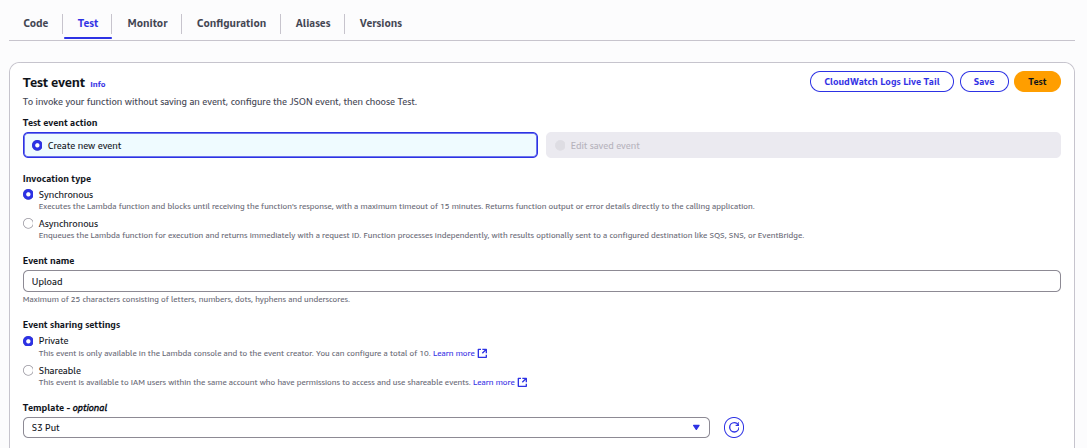 Code Test Monitor Configuration Aliases Versions
Test event Info CloudWatch Logs Live Tail Save Test
To invoke your function without saving an event, configure the JSON event, then choose Test.
Test event action
Create new event Edit saved event
Invocation type
Synchronous
Executes the Lambda function and blocks until receiving the function's response, with a maximum timeout of 15 minutes. Returns function output or error details directly to the calling application.
Asynchronous
Enqueues the Lambda function for execution and returns immediately with a request ID. Function processes independently, with results optionally sent to a configured destination like SQS, SNS, or EventBridge.
Event name
Upload
Maximum of 25 characters consisting of letters, numbers, dots, hyphens and underscores.
Event sharing settings
Private
This event is only available in the Lambda console and to the event creator. You can configure a total of 10. Learn more
Shareable
This event is available to IAM users within the same account who have permissions to access and use shareable events. Learn more
Template - optional
S3 Put